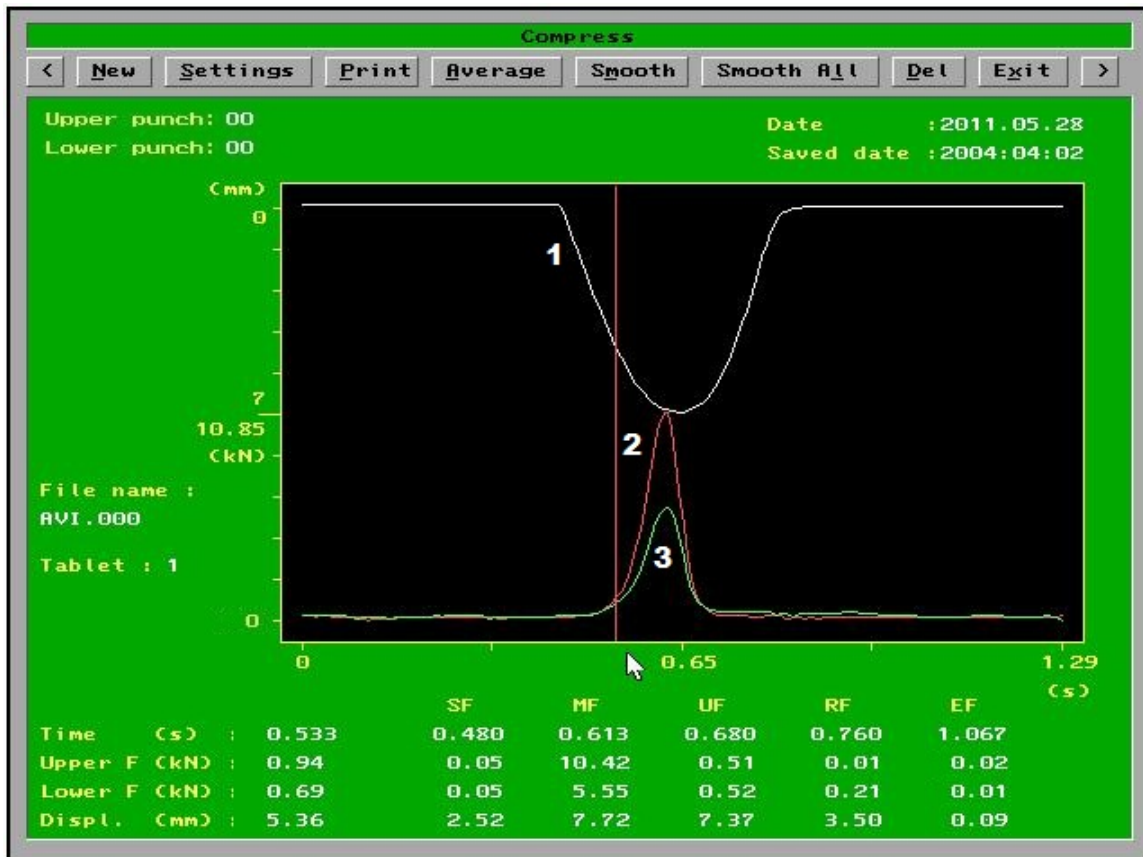 Compress
< New Settings Print Average Smooth Smooth All Del Exit >
Upper punch: 00
Date :2011.05.28
Lower punch: 00
Saved date :2004:04:02
(mm)
0
1
7
10.85
2
(kN)
File name :
AVI.000
3
Tablet : 1
0
0 0.65 1.29
(s)
SF MF UF RF EF
Time (s) : 0.533 0.480 0.613 0.680 0.760 1.067
Upper F (kN) : 0.94 0.05 10.42 0.51 0.01 0.02
Lower F (kN) : 0.69 0.05 5.55 0.52 0.21 0.01
Displ. (mm) : 5.36 2.52 7.72 7.37 3.50 0.09